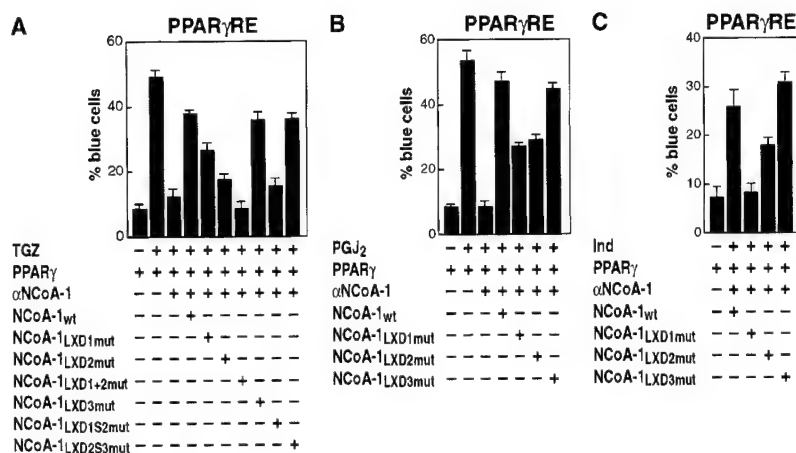 A
PPARγRE
% blue cells
60
40
20
0
TGZ – + + + + + + + + +
PPARγ + + + + + + + + + +
αNCoA-1 – – + + + + + + + +
NCoA-1wt – – – + – – – – – –
NCoA-1LXD1mut – – – – + – – – – –
NCoA-1LXD2mut – – – – – + – – – –
NCoA-1LXD1+2mut – – – – – – + – – –
NCoA-1LXD3mut – – – – – – – + – –
NCoA-1LXD1S2mut – – – – – – – – + –
NCoA-1LXD2S3mut – – – – – – – – – +
B
PPARγRE
% blue cells
60
40
20
0
PGJ2 – + + + + + +
PPARγ + + + + + + +
αNCoA-1 – – + + + + +
NCoA-1wt – – – + – – –
NCoA-1LXD1mut – – – – + – –
NCoA-1LXD2mut – – – – – + –
NCoA-1LXD3mut – – – – – – +
C
PPARγRE
% blue cells
40
30
20
10
0
Ind – + + + +
PPARγ + + + + +
αNCoA-1 – + + + +
NCoA-1wt – + – – –
NCoA-1LXD1mut – – + – –
NCoA-1LXD2mut – – – + –
NCoA-1LXD3mut – – – – +